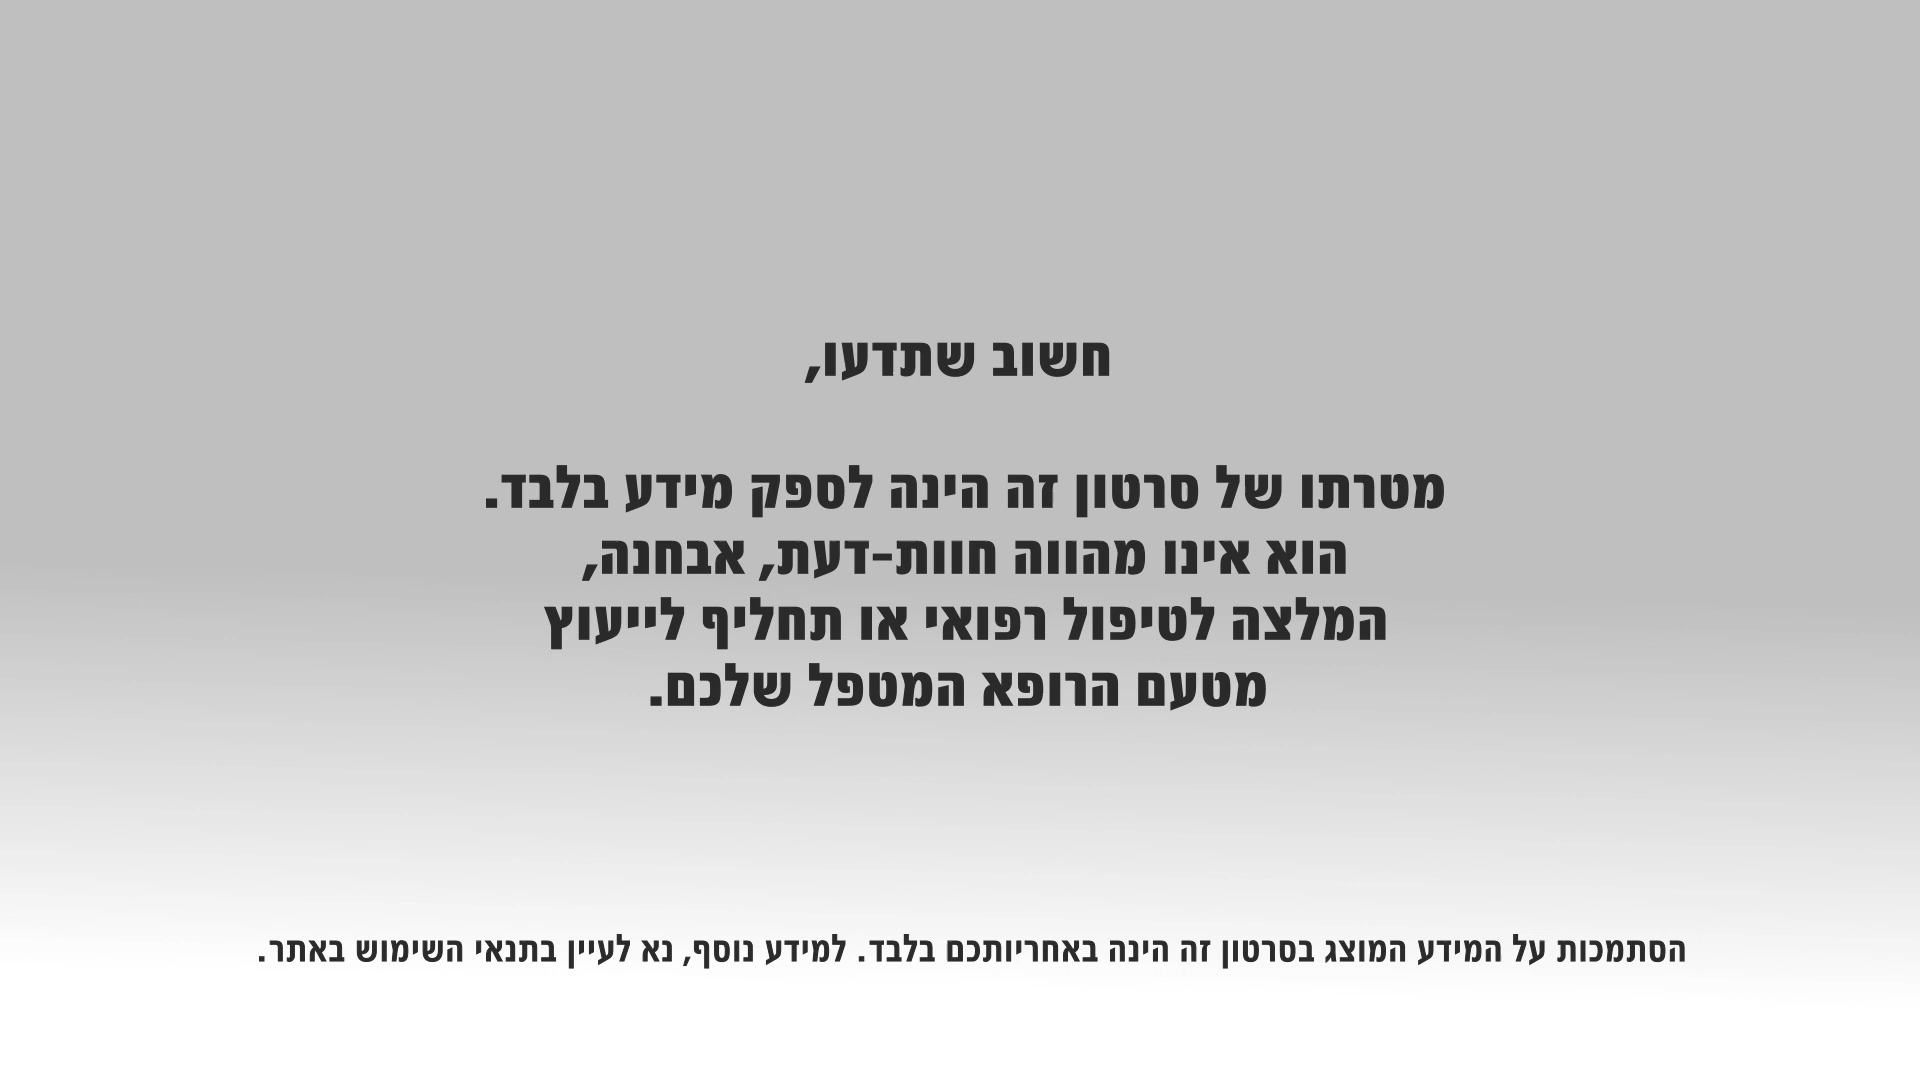 חשוב שתדעו,
מטרתו של סרטון זה הינה לספק מידע בלבד.
הוא אינו מהווה חוות-דעת, אבחנה,
המלצה לטיפול רפואי או תחליף לייעוץ
מטעם הרופא המטפל שלכם.
הסתמכות על המידע המוצג בסרטון זה הינה באחריותכם בלבד. למידע נוסף, נא לעיין בתנאי השימוש באתר.